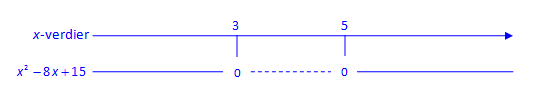 3 5
x-verdier
x² − 8x + 15 0 0